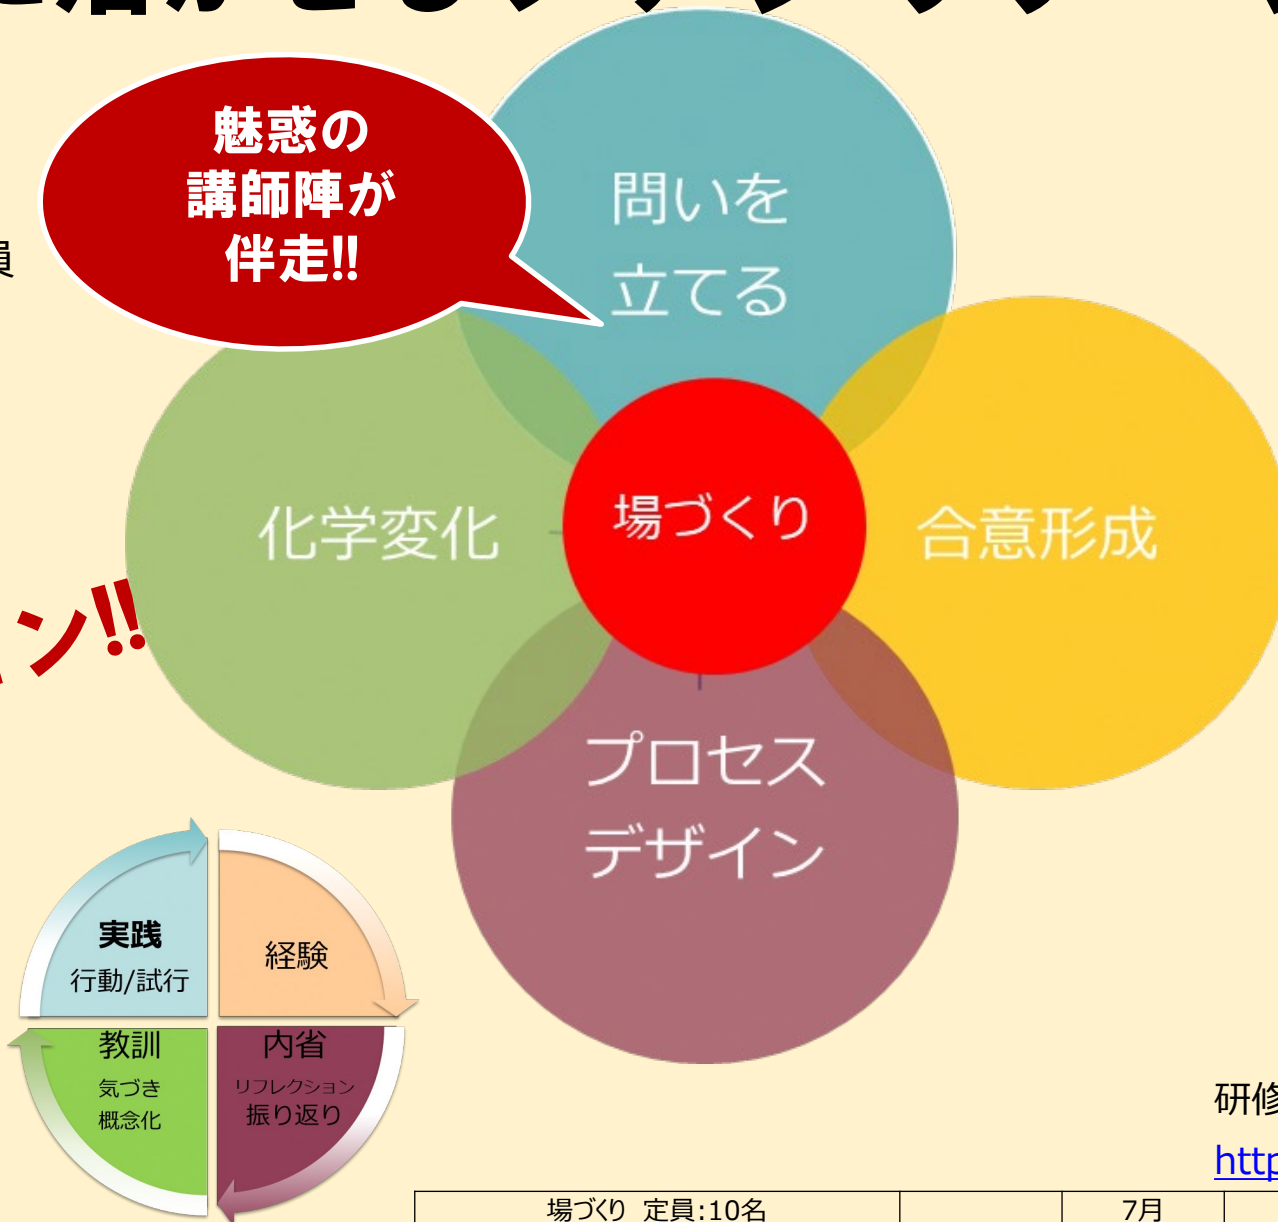 魅惑の
講師陣が
伴走!!
員
問いを
立てる
化学変化
場づくり
合意形成
ン!!
プロセス
デザイン
実践
行動/試行
経験
教訓
気づき
概念化
内省
リフレクション
振り返り
研修
http
場づくり 定員:10名
7月